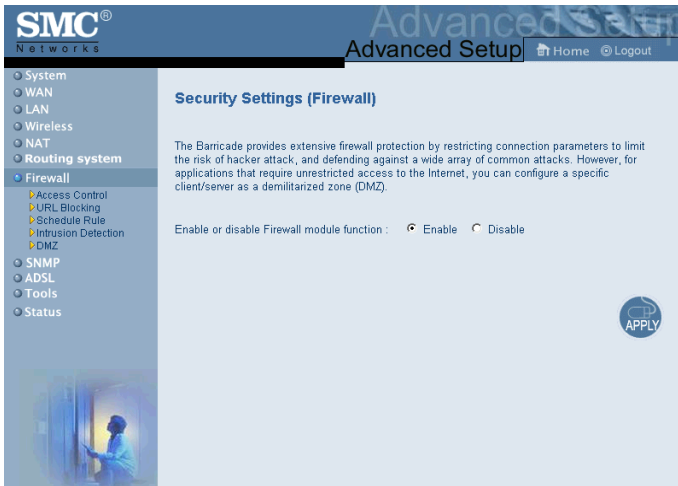 SMC®
Networks
Advanced Setup
Advanced Setup
Home
Logout
System
WAN
LAN
Wireless
NAT
Routing system
Firewall
Access Control
URL Blocking
Schedule Rule
Intrusion Detection
DMZ
SNMP
ADSL
Tools
Status
Security Settings (Firewall)
The Barricade provides extensive firewall protection by restricting connection parameters to limit
the risk of hacker attack, and defending against a wide array of common attacks. However, for
applications that require unrestricted access to the Internet, you can configure a specific
client/server as a demilitarized zone (DMZ).
Enable or disable Firewall module function : Enable Disable
APPLY